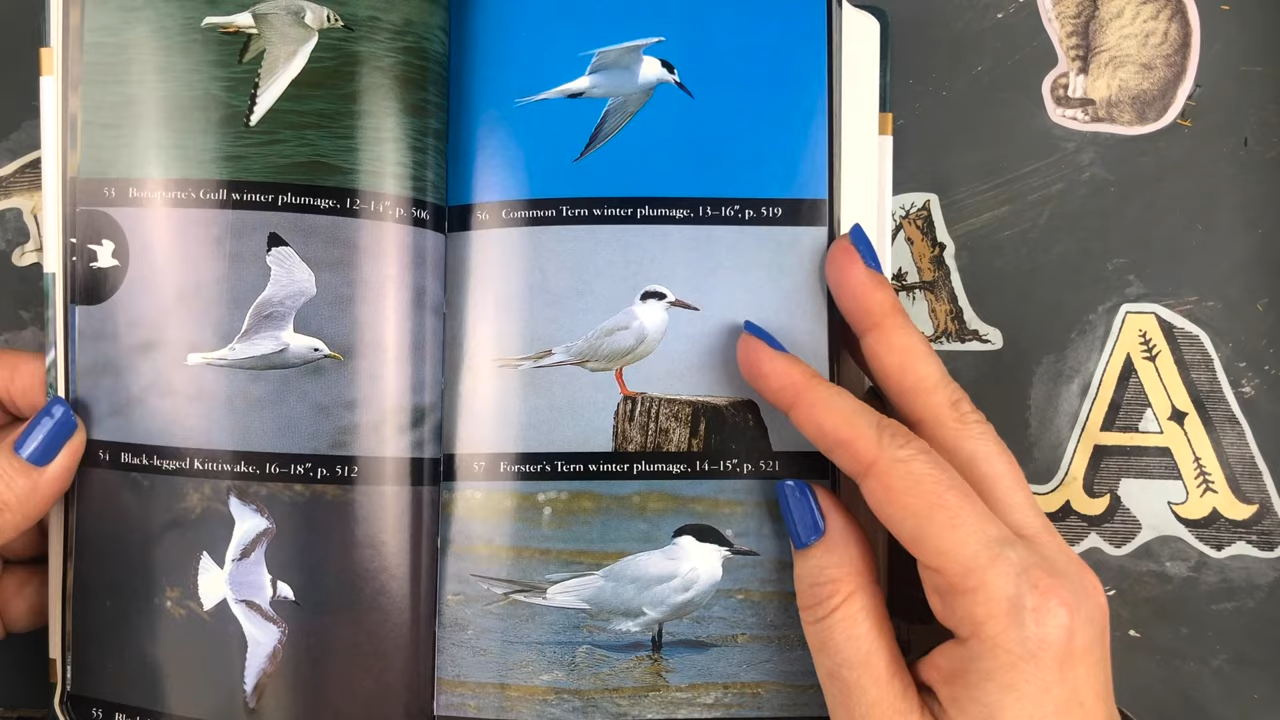 53 Bonaparte's Gull winter plumage, 12–14", p. 506
54 Black-legged Kittiwake, 16–18", p. 512
55
56 Common Tern winter plumage, 13–16", p. 519
57 Forster's Tern winter plumage, 14–15", p. 521
A